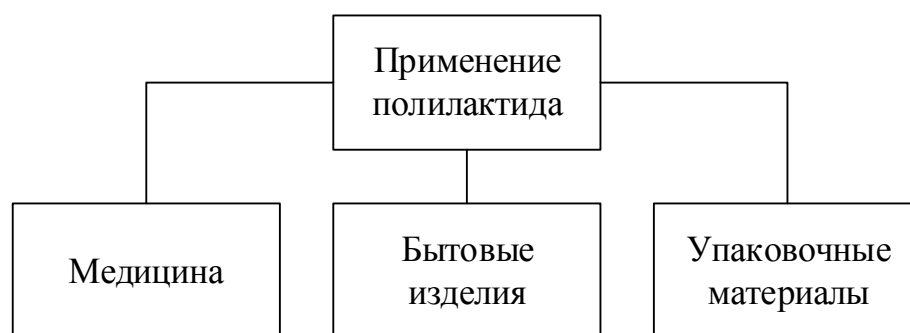 Применение
полилактида
Медицина
Бытовые
изделия
Упаковочные
материалы